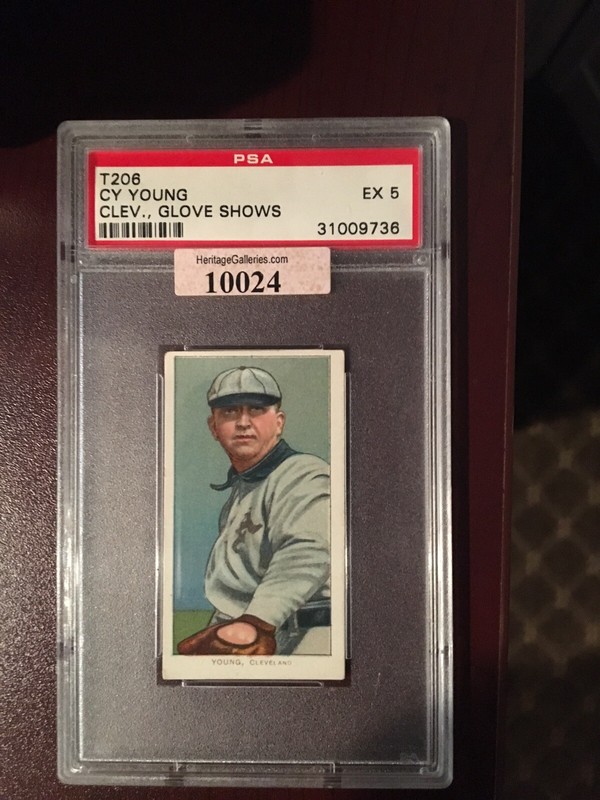 PSA
T206
CY YOUNG EX 5
CLEV., GLOVE SHOWS
31009736
HeritageGalleries.com
10024
YOUNG, CLEVELAND